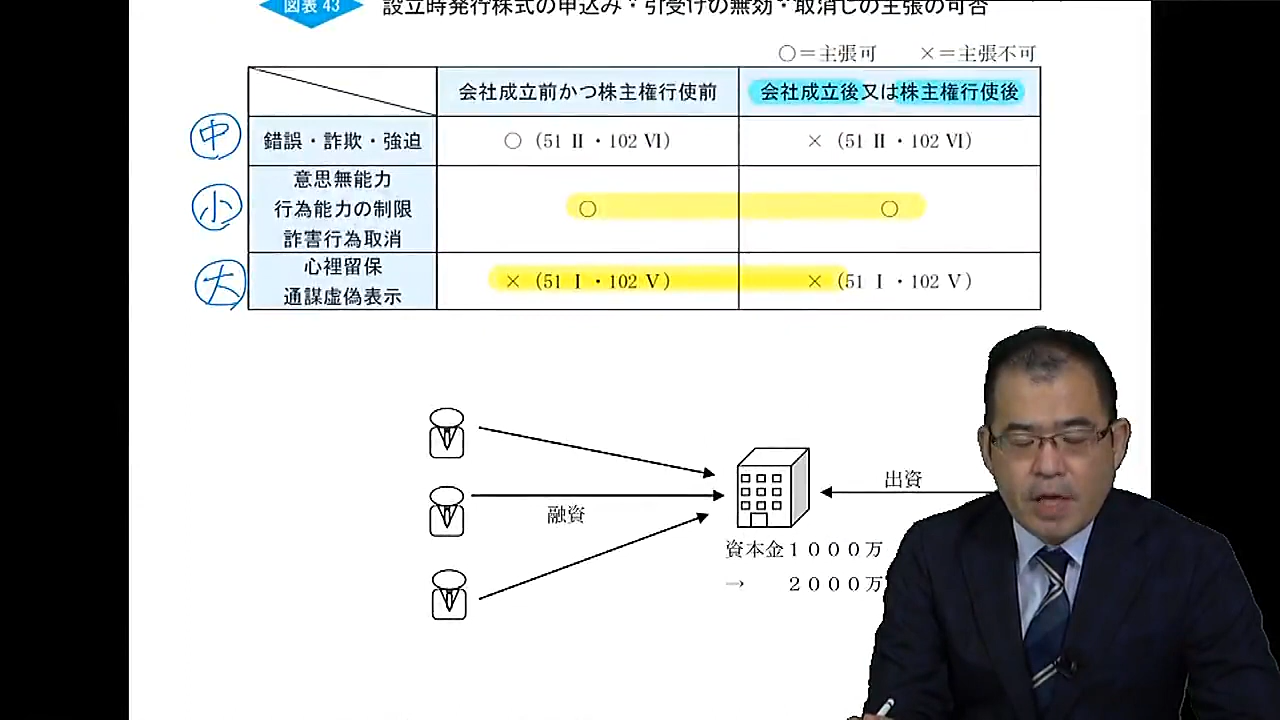 図表 43 設立時発行株式の申込み・引受けの無効・取消しの主張の可否
○＝主張可 ×＝主張不可
会社成立前かつ株主権行使前 会社成立後又は株主権行使後
中 錯誤・詐欺・強迫 ○（51 Ⅱ・102 Ⅵ） ×（51 Ⅱ・102 Ⅵ）
意思無能力
小 行為能力の制限 ○ ○
詐害行為取消
心裡留保
大 ×（51 Ⅰ・102 Ⅴ） ×（51 Ⅰ・102 Ⅴ）
通謀虚偽表示
出資
融資
資本金１０００万
→ ２０００万